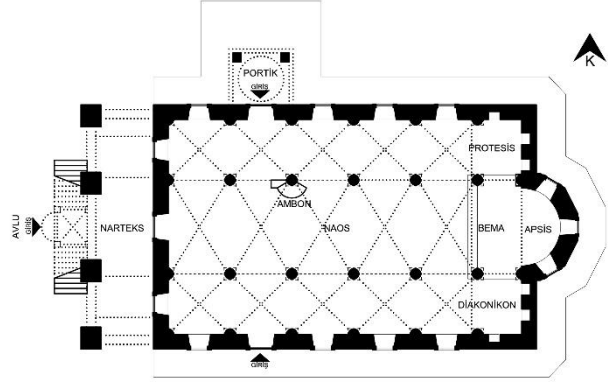 PORTİK
GİRİŞ
K
PROTESİS
AMBON
AVLU
GİRİŞ
NARTEKS
NAOS
BEMA
APSİS
DİAKONİKON
GİRİŞ